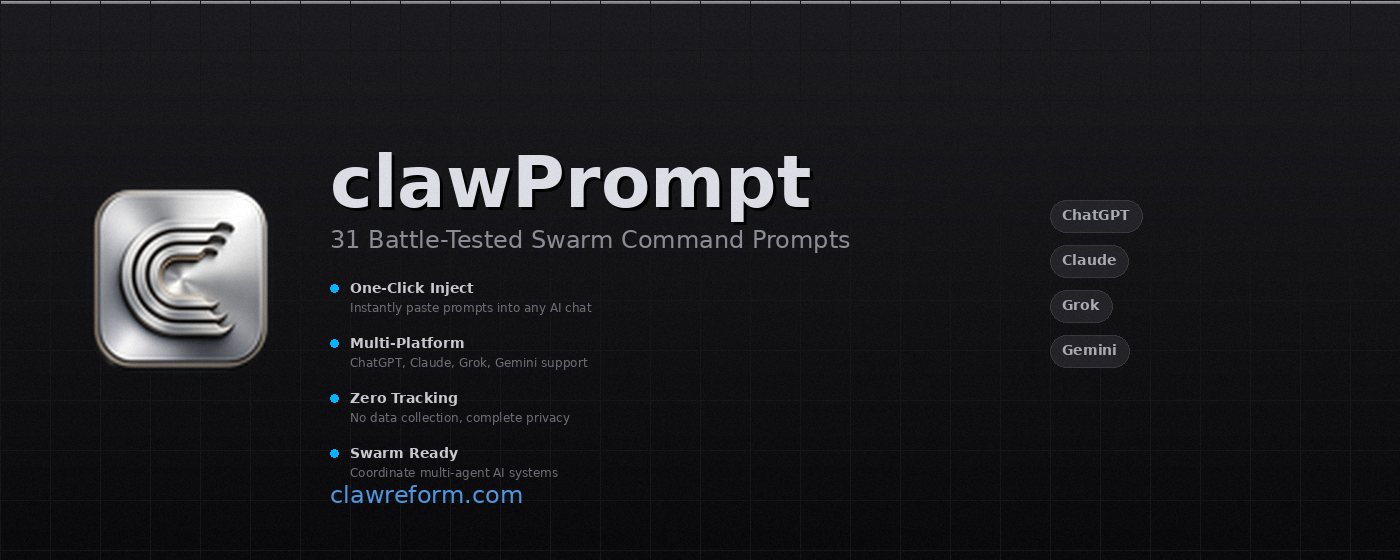 clawPrompt
31 Battle-Tested Swarm Command Prompts
One-Click Inject
Instantly paste prompts into any AI chat
Multi-Platform
ChatGPT, Claude, Grok, Gemini support
Zero Tracking
No data collection, complete privacy
Swarm Ready
Coordinate multi-agent AI systems
clawreform.com
ChatGPT
Claude
Grok
Gemini